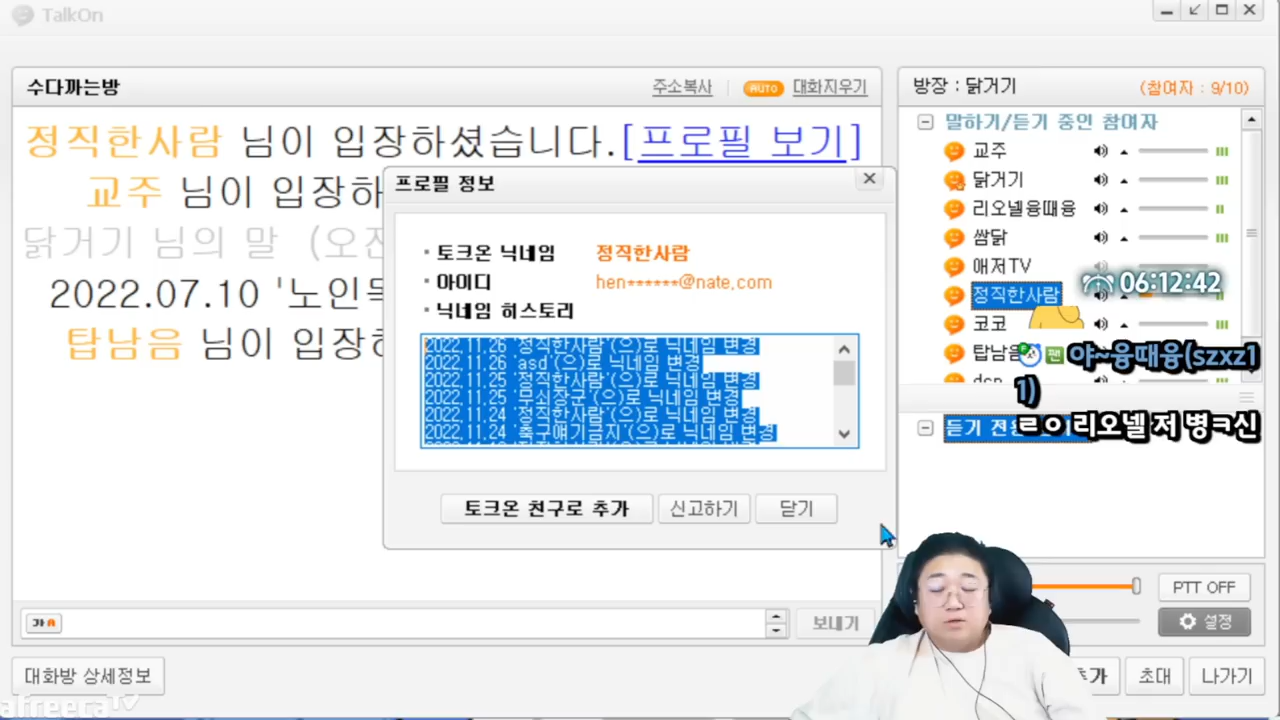 TalkOn
수다까는방
주소복사
AUTO
대화지우기
정직한사람 님이 입장하셨습니다.[프로필 보기]
교주 님이 입장하
닭거기 님의 말 (오전
2022.07.10 '노인
탑남음 님이 입장하
프로필 정보
· 토크온 닉네임 정직한사람
· 아이디 hen******@nate.com
· 닉네임 히스토리
2022.11.26 '정직한사람'(으)로 닉네임 변경
2022.11.26 'asd'(으)로 닉네임 변경
2022.11.25 '정직한사람'(으)로 닉네임 변경
2022.11.25 '무쇠장군'(으)로 닉네임 변경
2022.11.24 '정직한사람'(으)로 닉네임 변경
2022.11.24 '축구얘기금지'(으)로 닉네임 변경
토크온 친구로 추가
신고하기
닫기
가A
보내기
대화방 상세정보
afreecaTV
방장 : 닭거기
(참여자 : 9/10)
말하기/듣기 중인 참여자
교주
닭거기
리오넬융때융
쌈닭
애저TV
정직한사람
코코
탑남음
06:12:42
팬 야~융때융(szxz1
1)
ㄹㅇ 리오넬 저 병ㅋ신
듣기 전
PTT OFF
설정
추가
초대
나가기